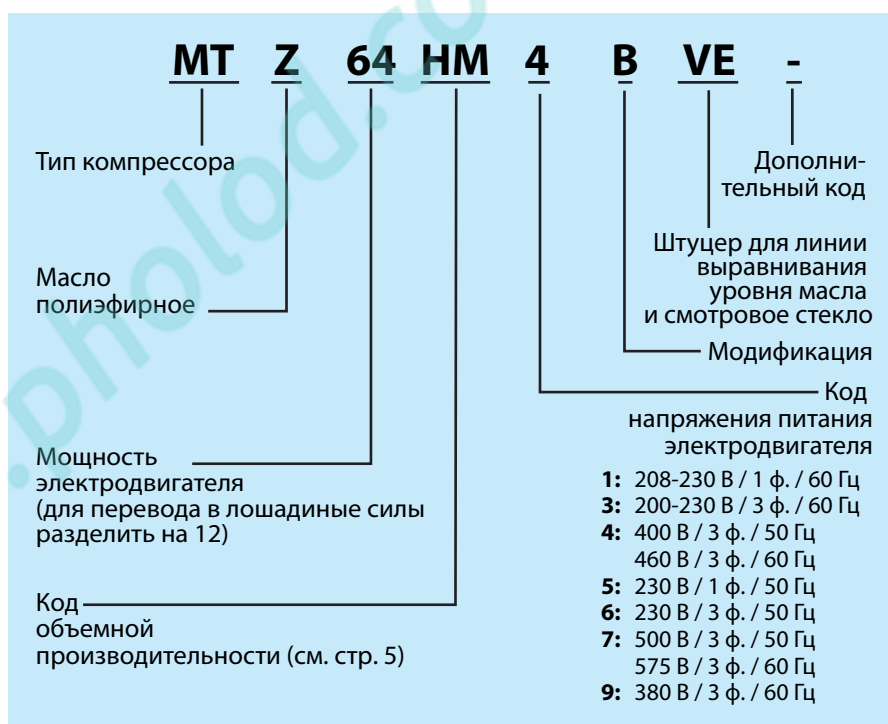 MT Z 64 HM 4 B VE -
Тип компрессора
Дополни-
тельный код
Штуцер для линии
выравнивания
уровня масла
и смотровое стекло
Масло
полиэфирное
Модификация
Код
напряжения питания
электродвигателя
Мощность
электродвигателя
(для перевода в лошадиные силы
разделить на 12)
Код
объемной
производительности (см. стр. 5)
1: 208-230 В / 1 ф. / 60 Гц
3: 200-230 В / 3 ф. / 60 Гц
4: 400 В / 3 ф. / 50 Гц
460 В / 3 ф. / 60 Гц
5: 230 В / 1 ф. / 50 Гц
6: 230 В / 3 ф. / 50 Гц
7: 500 В / 3 ф. / 50 Гц
575 В / 3 ф. / 60 Гц
9: 380 В / 3 ф. / 60 Гц
.pholod.co